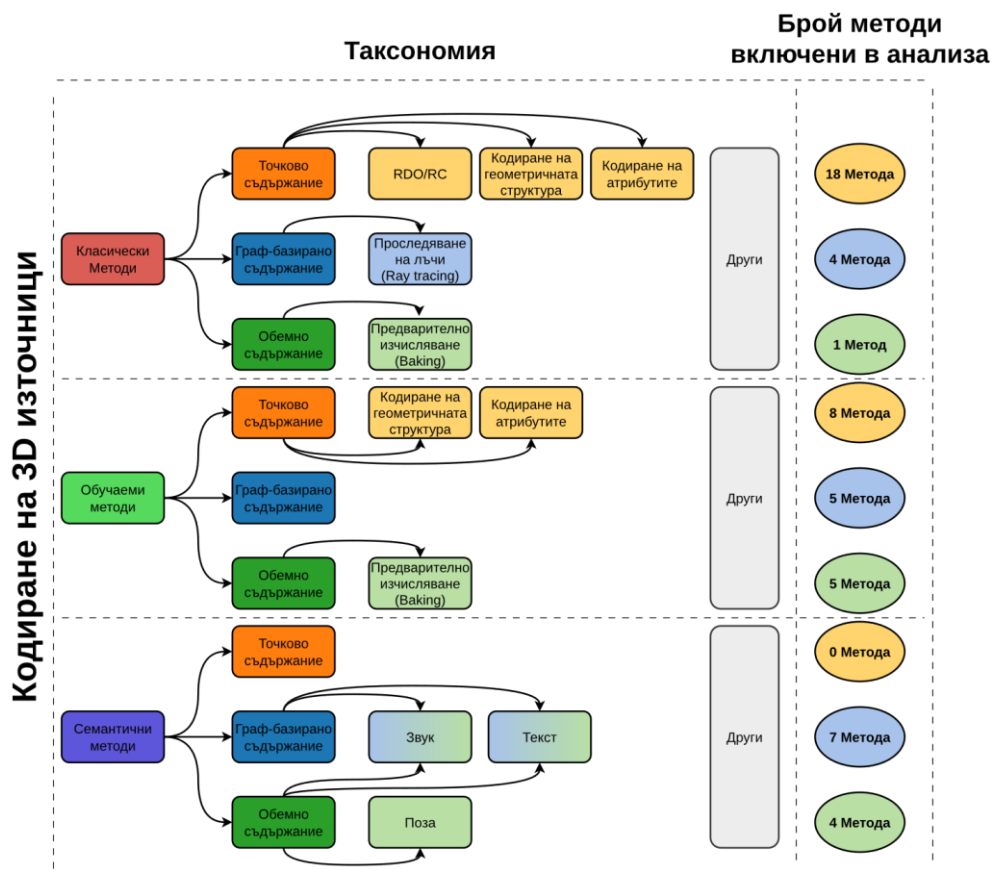 Таксономия
Брой методи
включени в анализа
Кодиране на 3D източници
Класически
Методи
Точково
съдържание
RDO/RC
Кодиране на
геометричната
структура
Кодиране на
атрибутите
18 Метода
Граф-базирано
съдържание
Проследяване
на лъчи
(Ray tracing)
Други
4 Метода
Обемно
съдържание
Предварително
изчисляване
(Baking)
1 Метод
Обучаеми
методи
Точково
съдържание
Кодиране на
геометричната
структура
Кодиране на
атрибутите
8 Метода
Граф-базирано
съдържание
Други
5 Метода
Обемно
съдържание
Предварително
изчисляване
(Baking)
5 Метода
Семантични
методи
Точково
съдържание
0 Метода
Граф-базирано
съдържание
Звук
Текст
Други
7 Метода
Обемно
съдържание
Поза
4 Метода